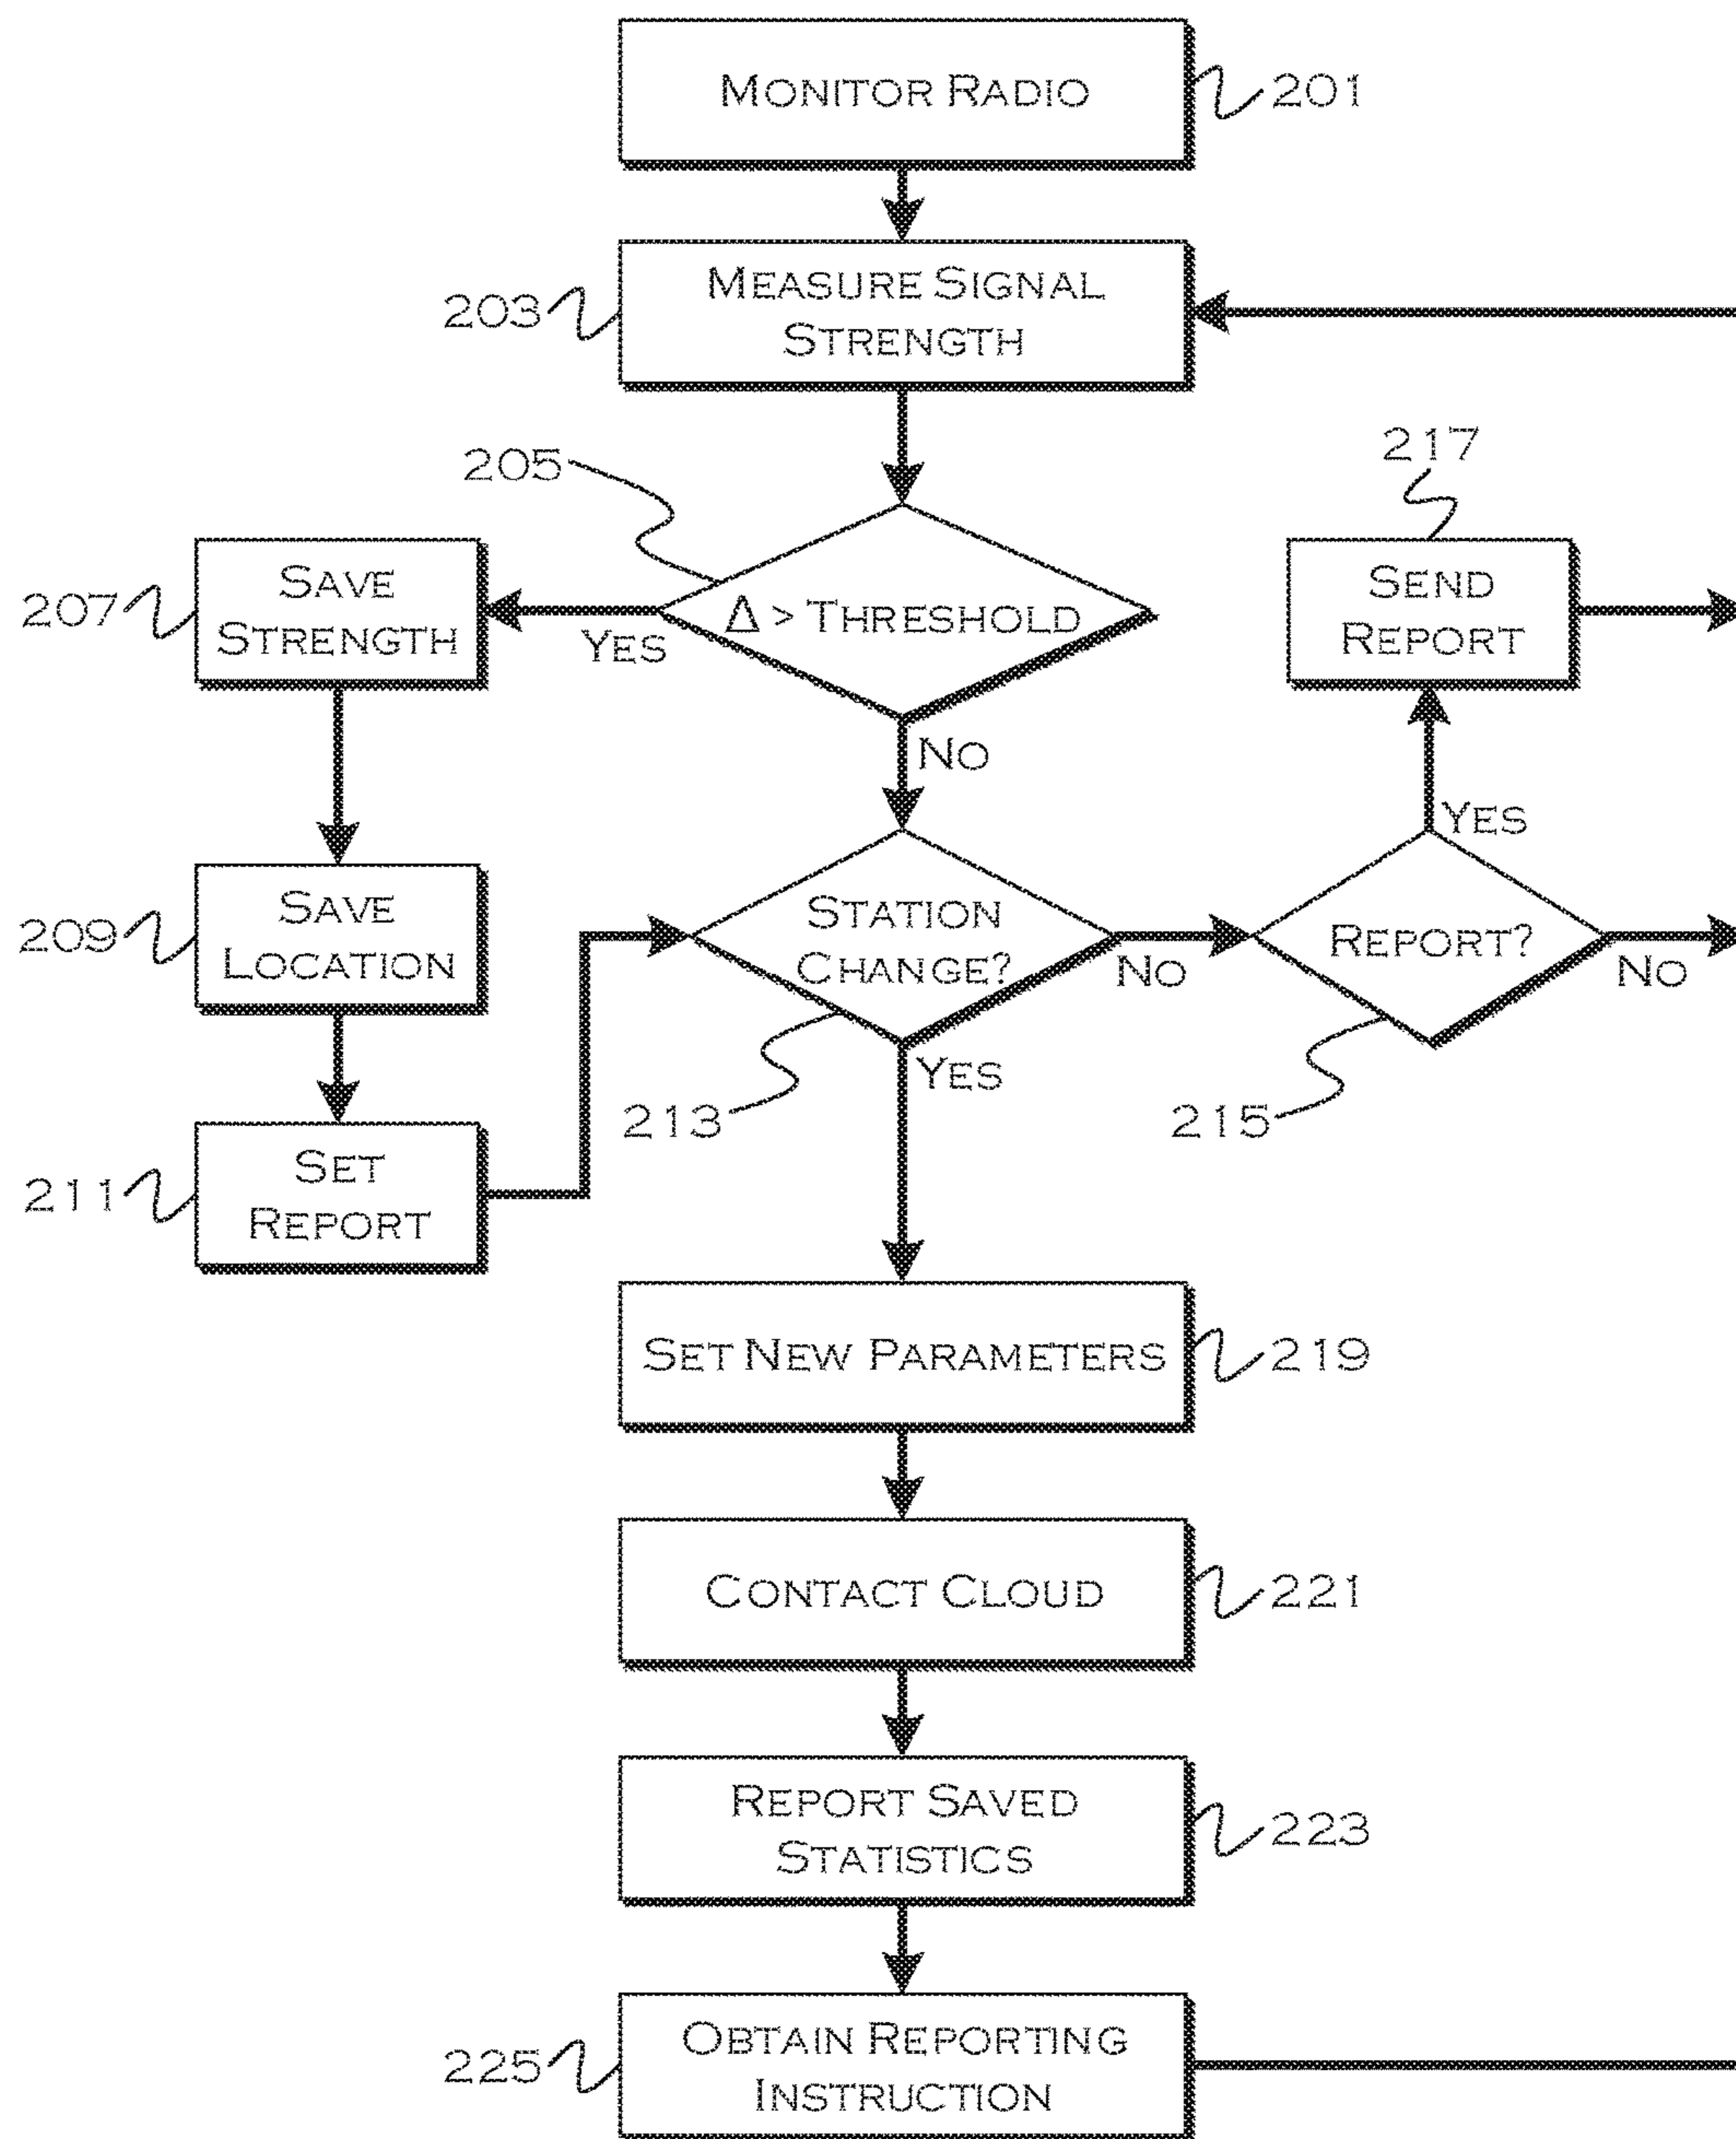 MONITOR RADIO
201
MEASURE SIGNAL
STRENGTH
203
205
217
SAVE
STRENGTH
207
Δ > THRESHOLD
YES
SEND
REPORT
NO
YES
SAVE
LOCATION
209
STATION
CHANGE?
NO
REPORT?
NO
YES
213
215
SET
REPORT
211
SET NEW PARAMETERS
219
CONTACT CLOUD
221
REPORT SAVED
STATISTICS
223
OBTAIN REPORTING
INSTRUCTION
225